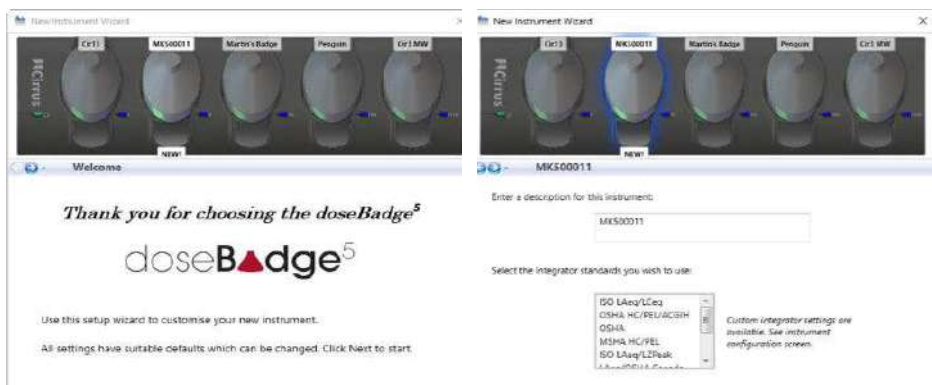 New Instrument Wizard
Cir13
MK500011
Martin's Badge
Penguin
Cir3 MW
Cirrus
NEW!
Welcome
Thank you for choosing the doseBadge5
doseBadge5
Use this setup wizard to customise your new instrument.
All settings have suitable defaults which can be changed. Click Next to start.
New Instrument Wizard
MK500011
Martin's Badge
Penguin
Cir3 MW
Cirrus
NEW!
MK500011
Enter a description for this instrument:
MK500011
Select the integrator standards you wish to use:
ISO LAeq/LCeq
OSHA HC/PEL/ACGIH
OSHA
MSHA HC/PEL
ISO LAeq/LZPeak
Custom integrator settings are
available. See instrument
configuration screen.